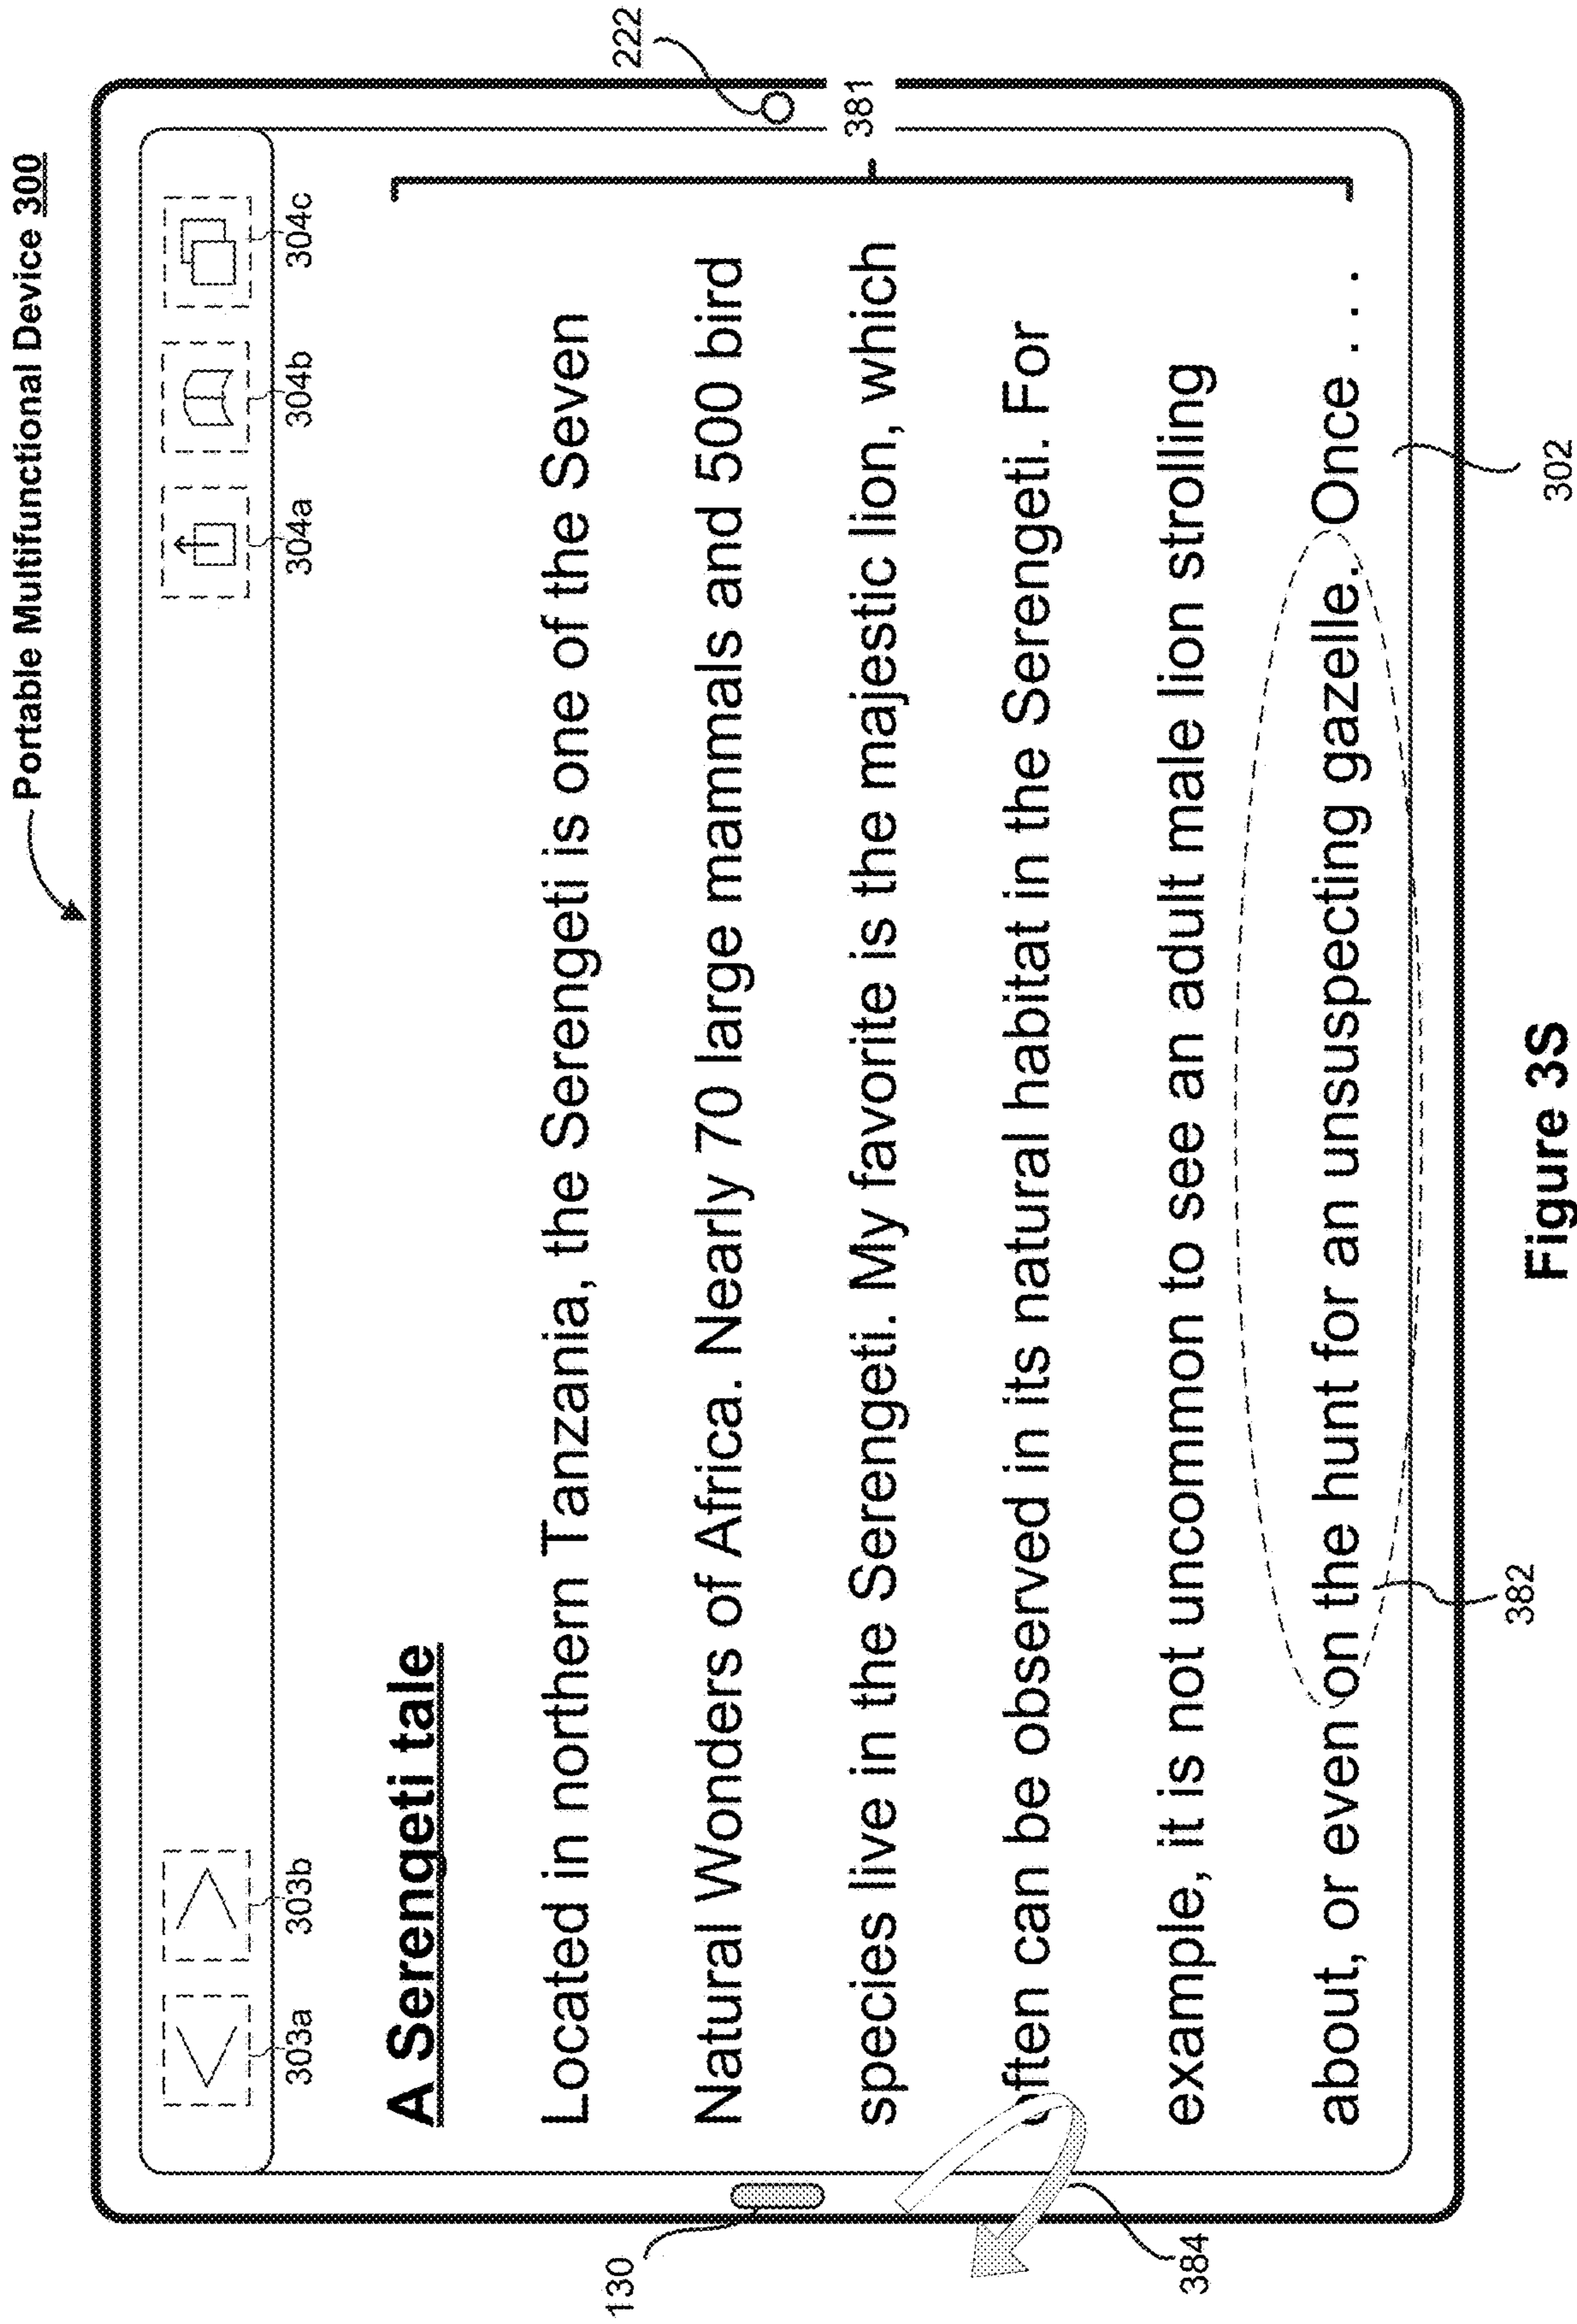 Portable Multifunctional Device 300
303a
303b
304a
304b
304c
A Serengeti tale
Located in northern Tanzania, the Serengeti is one of the Seven
Natural Wonders of Africa. Nearly 70 large mammals and 500 bird
species live in the Serengeti. My favorite is the majestic lion, which
often can be observed in its natural habitat in the Serengeti. For
example, it is not uncommon to see an adult male lion strolling
about, or even on the hunt for an unsuspecting gazelle. Once . . .
130
222
381
384
382
302
Figure 3S